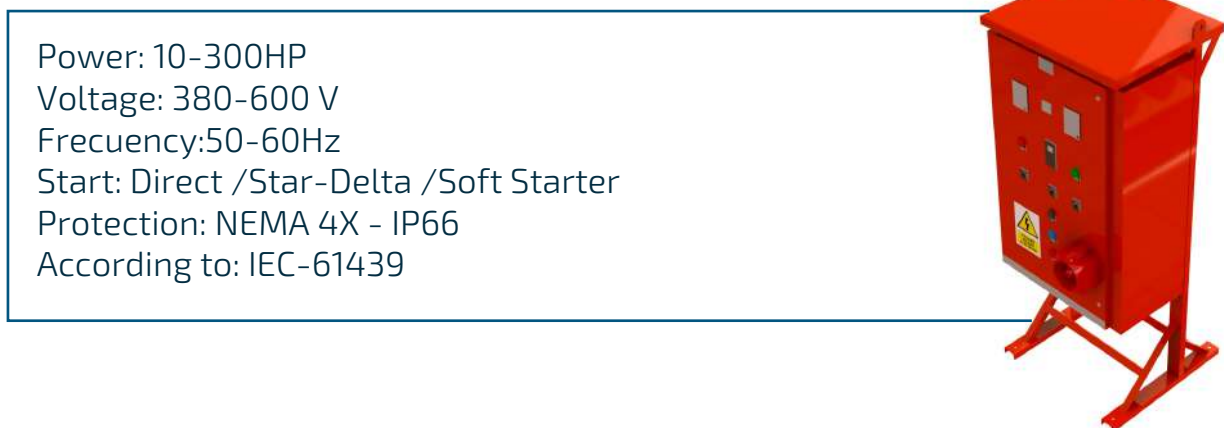 Power: 10-300HP
Voltage: 380-600 V
Frecuency:50-60Hz
Start: Direct /Star-Delta /Soft Starter
Protection: NEMA 4X - IP66
According to: IEC-61439